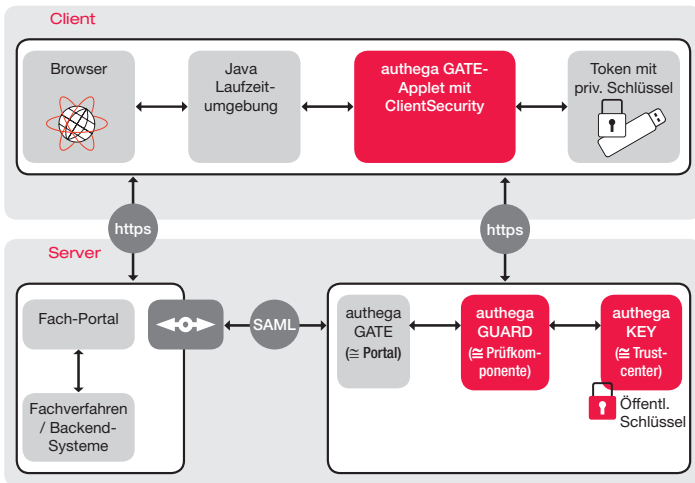 Client
Browser
Java
Laufzeit-
umgebung
authega GATE-
Applet mit
ClientSecurity
Token mit
priv. Schlüssel
https
https
Server
Fach-Portal
Fachverfahren
/ Backend-
Systeme
SAML
authega
GATE
(≅ Portal)
authega
GUARD
(≅ Prüfkom-
ponente)
authega
KEY
(≅ Trust-
center)
Öffentl.
Schlüssel